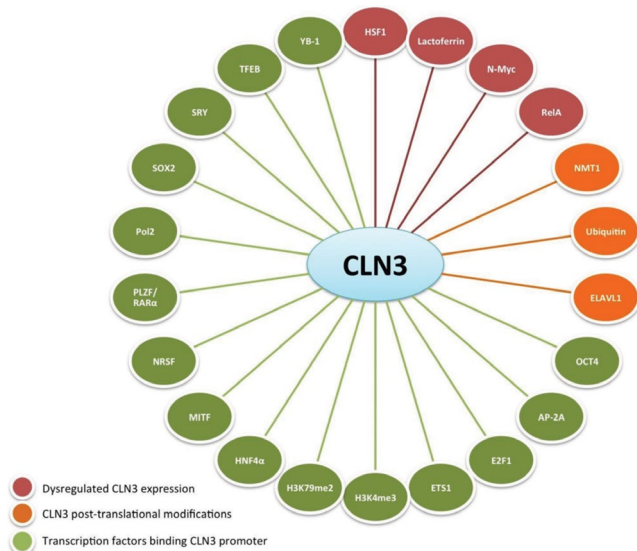 HSF1
Lactoferrin
N-Myc
RelA
NMT1
Ubiquitin
ELAVL1
OCT4
AP-2A
E2F1
ETS1
H3K4me3
H3K79me2
HNF4α
MITF
NRSF
PLZF/
RARα
Pol2
SOX2
SRY
TFEB
YB-1
CLN3
Dysregulated CLN3 expression
CLN3 post-translational modifications
Transcription factors binding CLN3 promoter